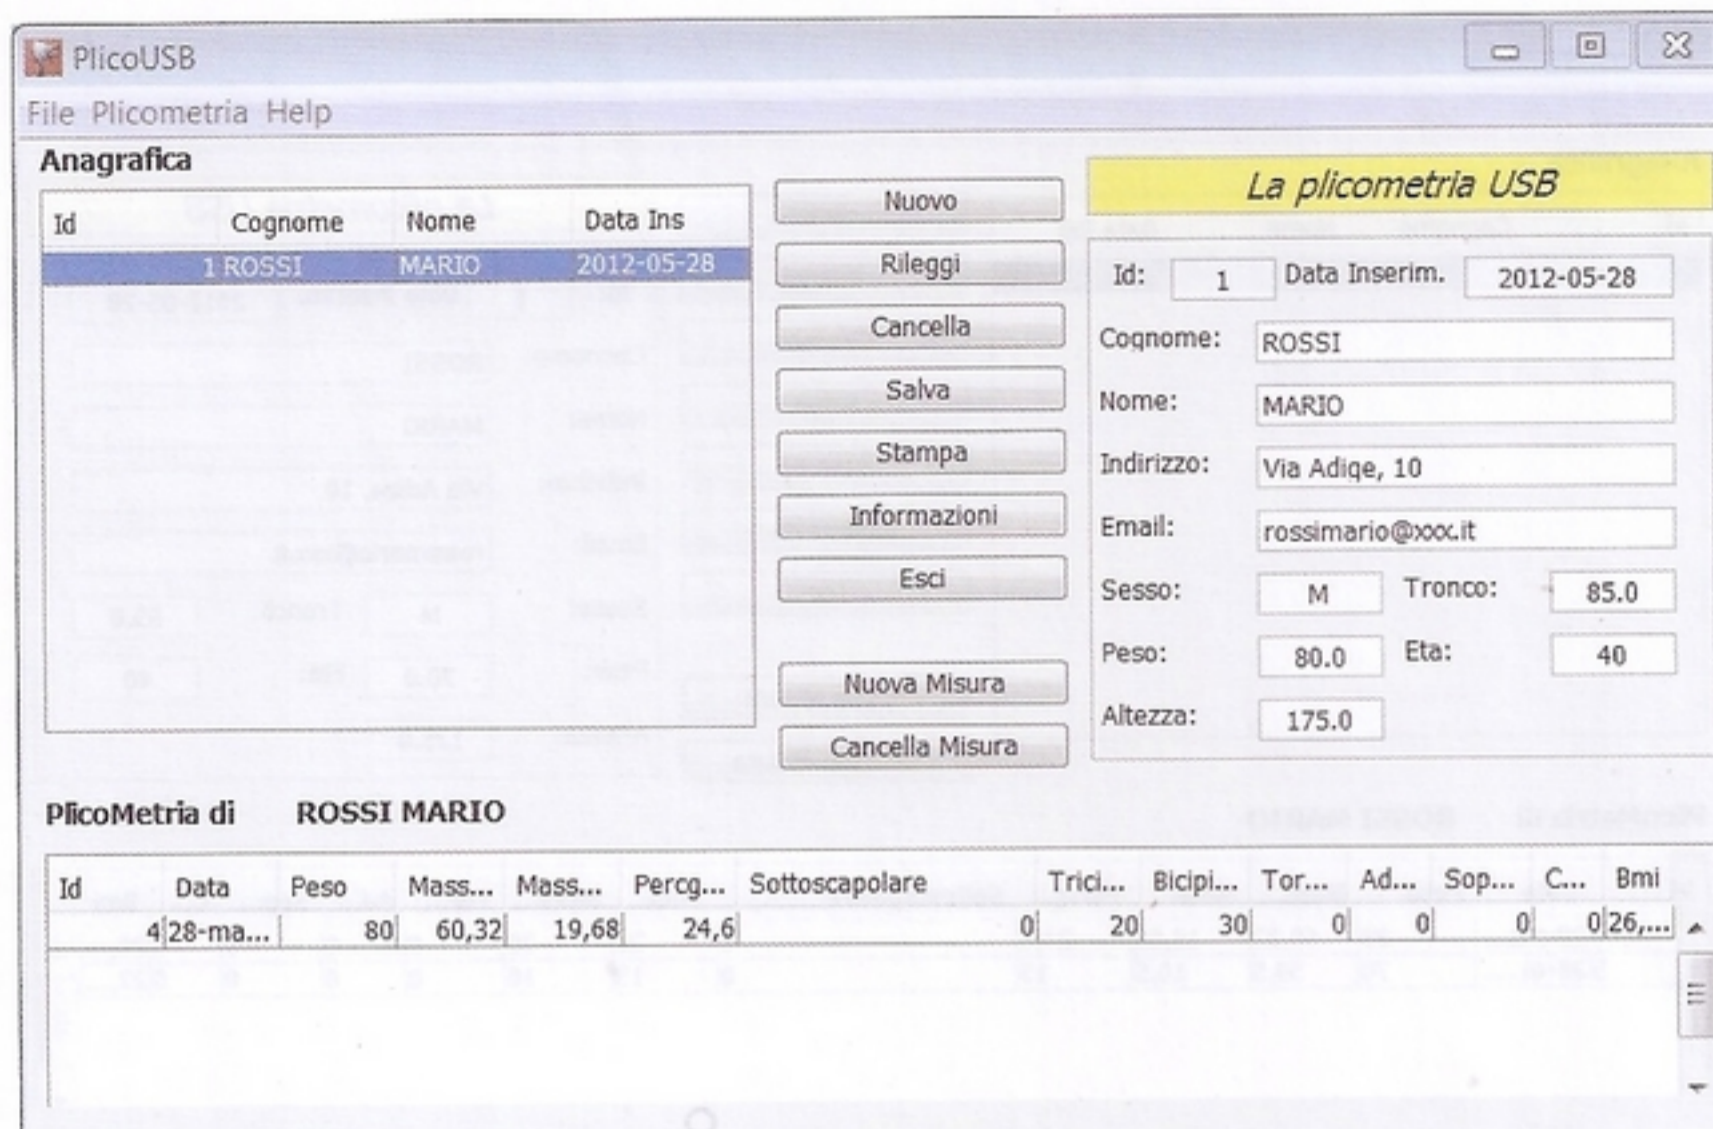 PlicoUSB
File Plicometria Help
Anagrafica
Id Cognome Nome Data Ins
1 ROSSI MARIO 2012-05-28
Nuovo
Rileggi
Cancella
Salva
Stampa
Informazioni
Esci
Nuova Misura
Cancella Misura
La plicometria USB
Id: 1 Data Inserim. 2012-05-28
Cognome: ROSSI
Nome: MARIO
Indirizzo: Via Adige, 10
Email: rossimario@xxx.it
Sesso: M Tronco: 85.0
Peso: 80.0 Eta: 40
Altezza: 175.0
PlicoMetria di ROSSI MARIO
Id Data Peso Mass... Mass... Percg... Sottoscapolare Trici... Bicipi... Tor... Ad... Sop... C... Bmi
4 28-ma... 80 60,32 19,68 24,6 0 20 30 0 0 0 0 26,...